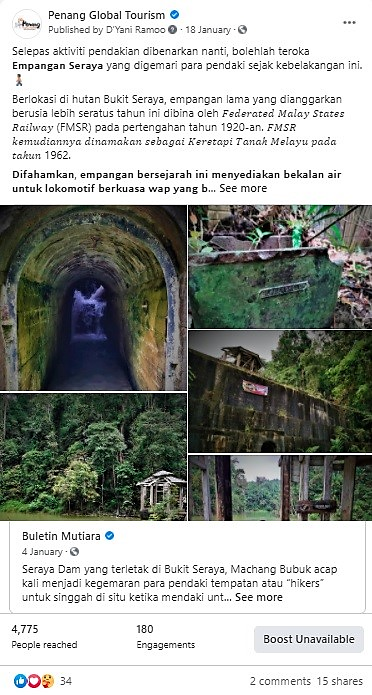 Penang Global Tourism
Published by D'Yani Ramoo · 18 January ·
Selepas aktiviti pendakian dibenarkan nanti, bolehlah teroka
Empangan Seraya yang digemari para pendaki sejak kebelakangan ini.
Berlokasi di hutan Bukit Seraya, empangan lama yang dianggarkan
berusia lebih seratus tahun ini dibina oleh Federated Malay States
Railway (FMSR) pada pertengahan tahun 1920-an. FMSR
kemudiannya dinamakan sebagai Keretapi Tanah Melayu pada
tahun 1962.
Difahamkan, empangan bersejarah ini menyediakan bekalan air
untuk lokomotif berkuasa wap yang b... See more
Buletin Mutiara
4 January ·
Seraya Dam yang terletak di Bukit Seraya, Machang Bubuk acap
kali menjadi kegemaran para pendaki tempatan atau “hikers”
untuk singgah di situ ketika mendaki unt... See more
4,775
People reached
180
Engagements
Boost Unavailable
34
2 comments 15 shares